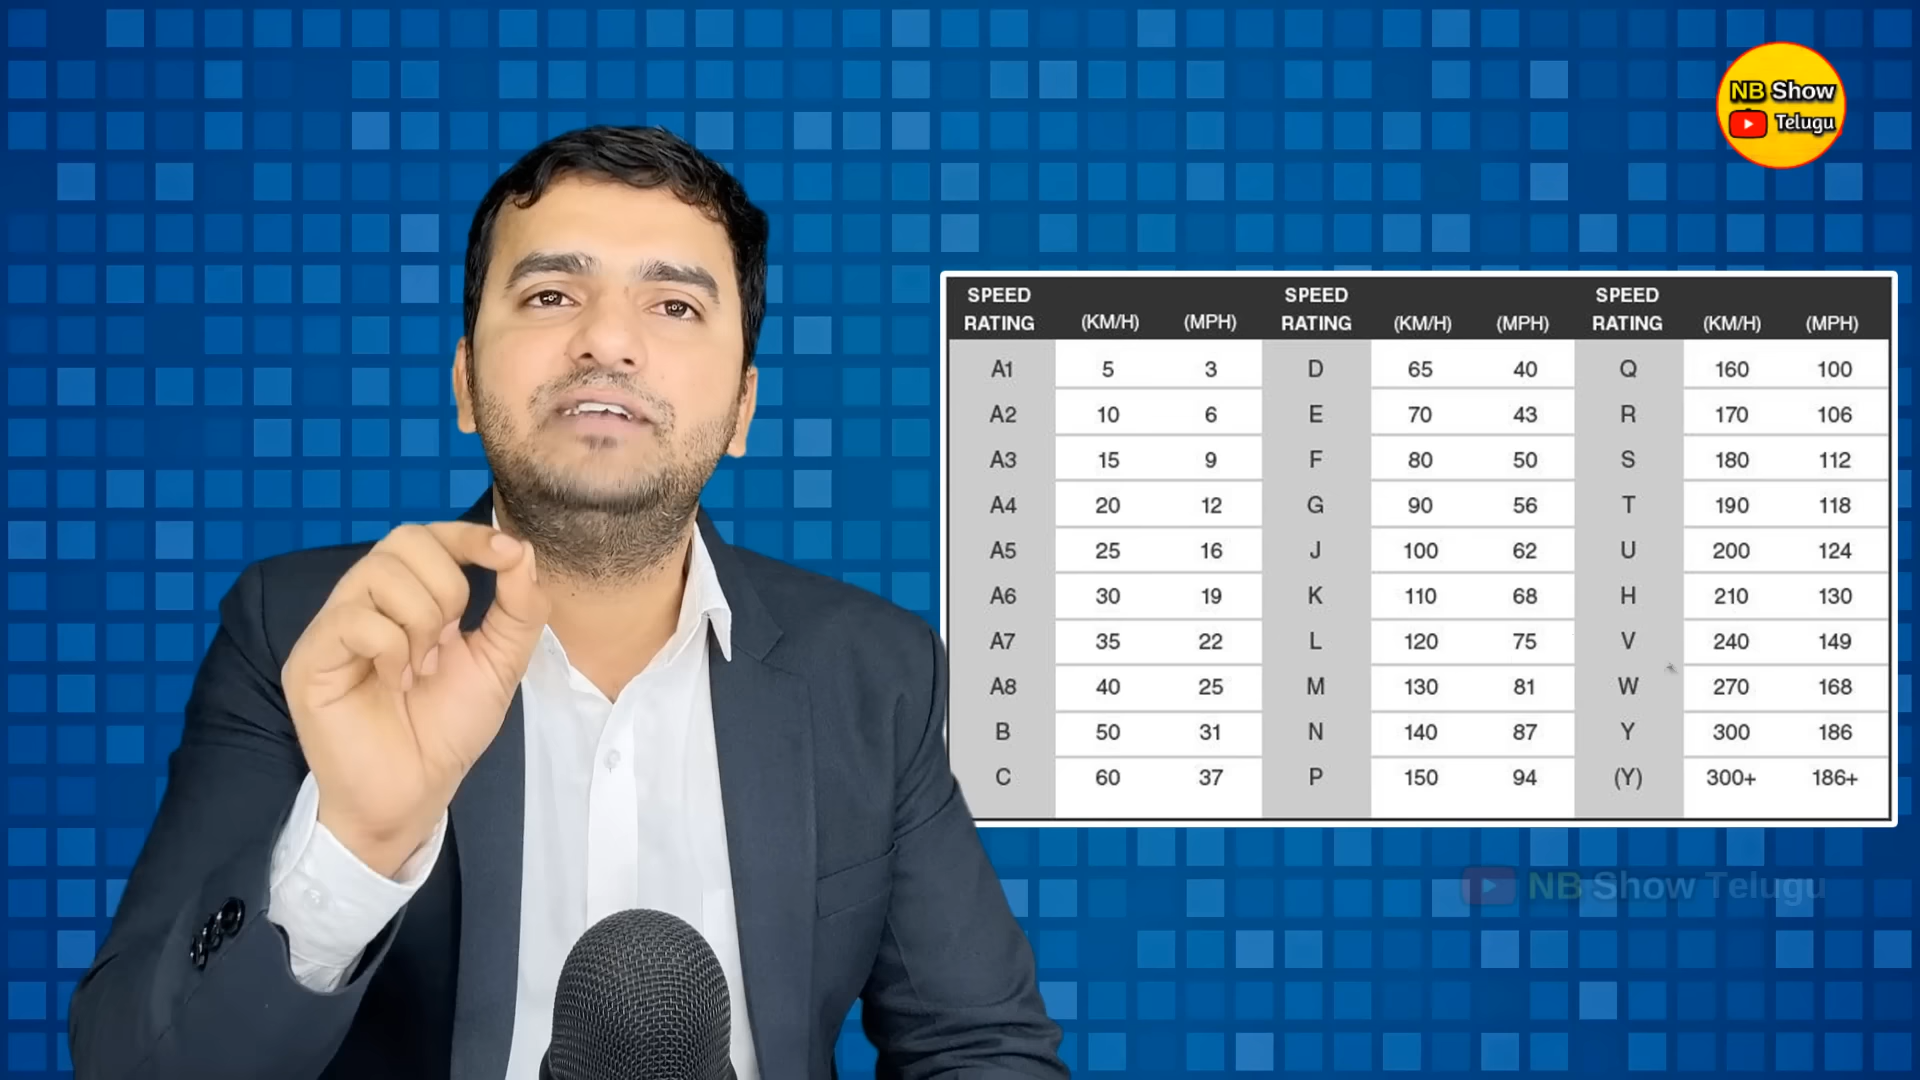 NB Show
Telugu
SPEED RATING (KM/H) (MPH) SPEED RATING (KM/H) (MPH) SPEED RATING (KM/H) (MPH)
A1 5 3 D 65 40 Q 160 100
A2 10 6 E 70 43 R 170 106
A3 15 9 F 80 50 S 180 112
A4 20 12 G 90 56 T 190 118
A5 25 16 J 100 62 U 200 124
A6 30 19 K 110 68 H 210 130
A7 35 22 L 120 75 V 240 149
A8 40 25 M 130 81 W 270 168
B 50 31 N 140 87 Y 300 186
C 60 37 P 150 94 (Y) 300+ 186+
NB Show Telugu